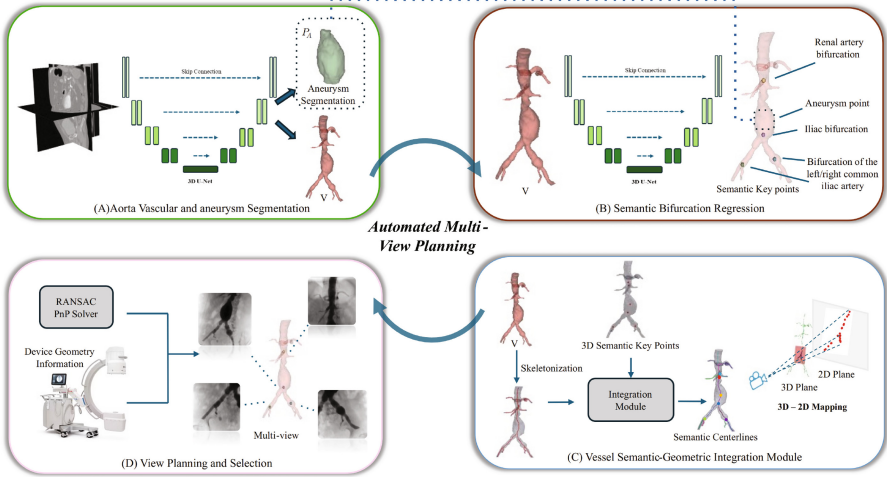 P_A
Skip Connection
Aneurysm
Segmentation
3D U-Net
V
(A)Aorta Vascular and aneurysm Segmentation
Skip Connection
Renal artery
bifurcation
Aneurysm point
Iliac bifurcation
Bifurcation of the
left/right common
iliac artery
3D U-Net
V
Semantic Key points
(B) Semantic Bifurcation Regression
Automated Multi-
View Planning
RANSAC
PnP Solver
Device Geometry
Information
Multi-view
(D) View Planning and Selection
V
3D Semantic Key Points
Skeletonization
Integration
Module
Semantic Centerlines
2D Plane
3D Plane
3D – 2D Mapping
(C) Vessel Semantic-Geometric Integration Module